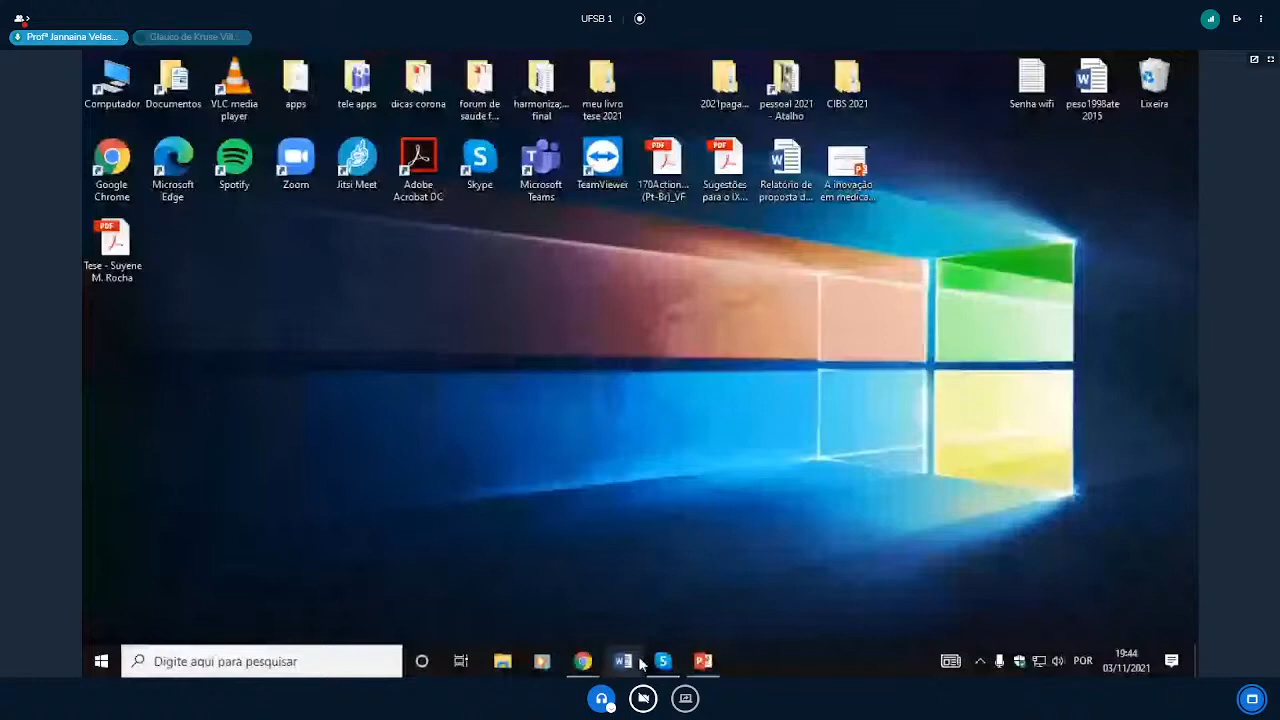 UFSB 1
Profª Jannaina Velas...
Glauco de Kruse Vill...
Computador
Documentos
VLC media
player
apps
tele apps
dicas corona
forum de
saude f...
harmonizaç...
final
meu livro
tese 2021
2021paga...
pessoal 2021
- Atalho
CIBS 2021
Senha wifi
peso1998ate
2015
Lixeira
Google
Chrome
Microsoft
Edge
Spotify
Zoom
Jitsi Meet
Adobe
Acrobat DC
Skype
Microsoft
Teams
TeamViewer
PDF
170Action...
(Pt-Br)_VF
PDF
Sugestões
para o IX...
Relatório de
proposta d...
A inovação
em medica...
PDF
Tese - Suyene
M. Rocha
Digite aqui para pesquisar
POR
19:44
03/11/2021